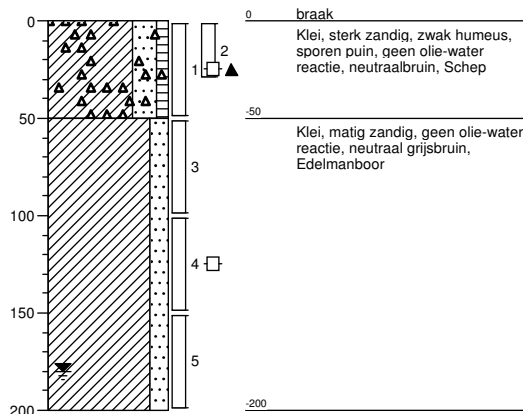 0
braak
0
Klei, sterk zandig, zwak humeus,
sporen puin, geen olie-water
reactie, neutraalbruin, Schep
2
1
50
-50
Klei, matig zandig, geen olie-water
reactie, neutraal grijsbruin,
Edelmanboor
3
100
4
150
5
200
-200